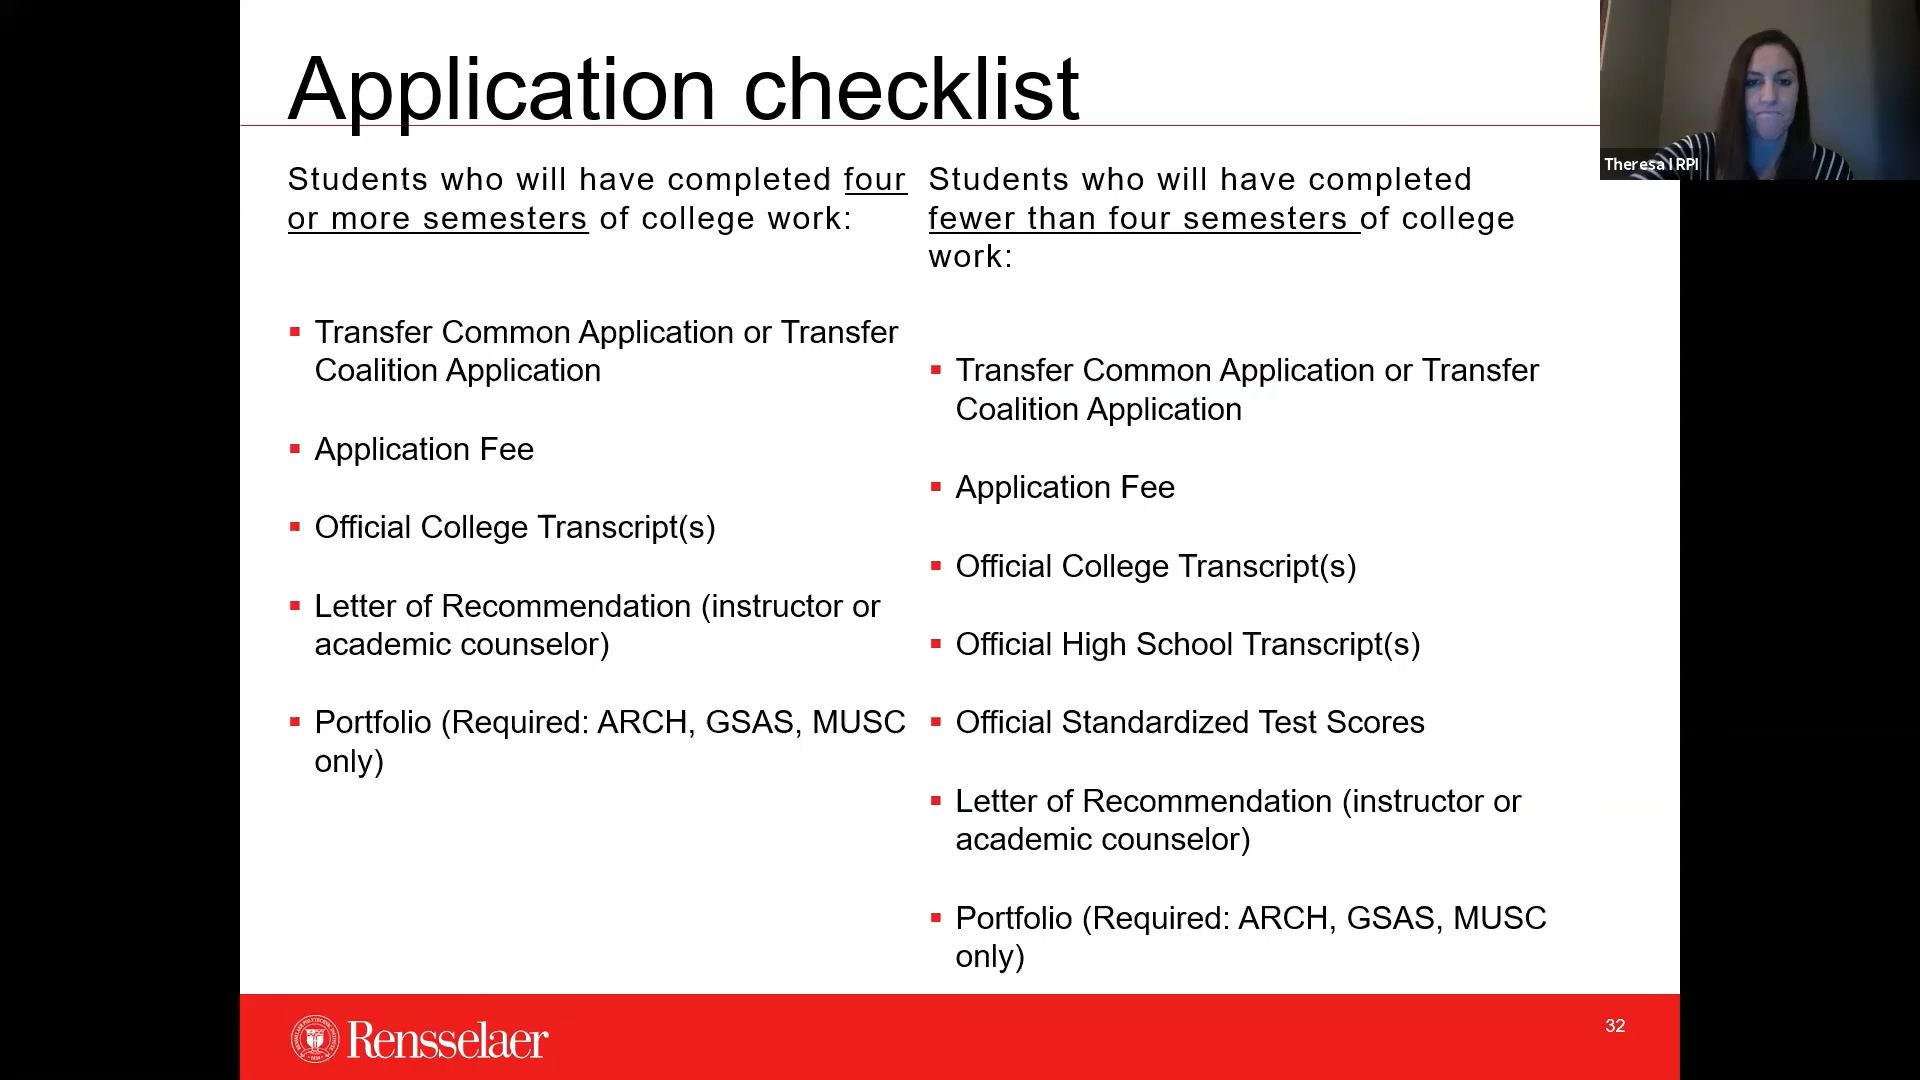 Application checklist
Students who will have completed four
or more semesters of college work:
Transfer Common Application or Transfer
Coalition Application
Application Fee
Official College Transcript(s)
Letter of Recommendation (instructor or
academic counselor)
Portfolio (Required: ARCH, GSAS, MUSC
only)
Students who will have completed
fewer than four semesters of college
work:
Transfer Common Application or Transfer
Coalition Application
Application Fee
Official College Transcript(s)
Official High School Transcript(s)
Official Standardized Test Scores
Letter of Recommendation (instructor or
academic counselor)
Portfolio (Required: ARCH, GSAS, MUSC
only)
Theresa I RPI
Rensselaer
32